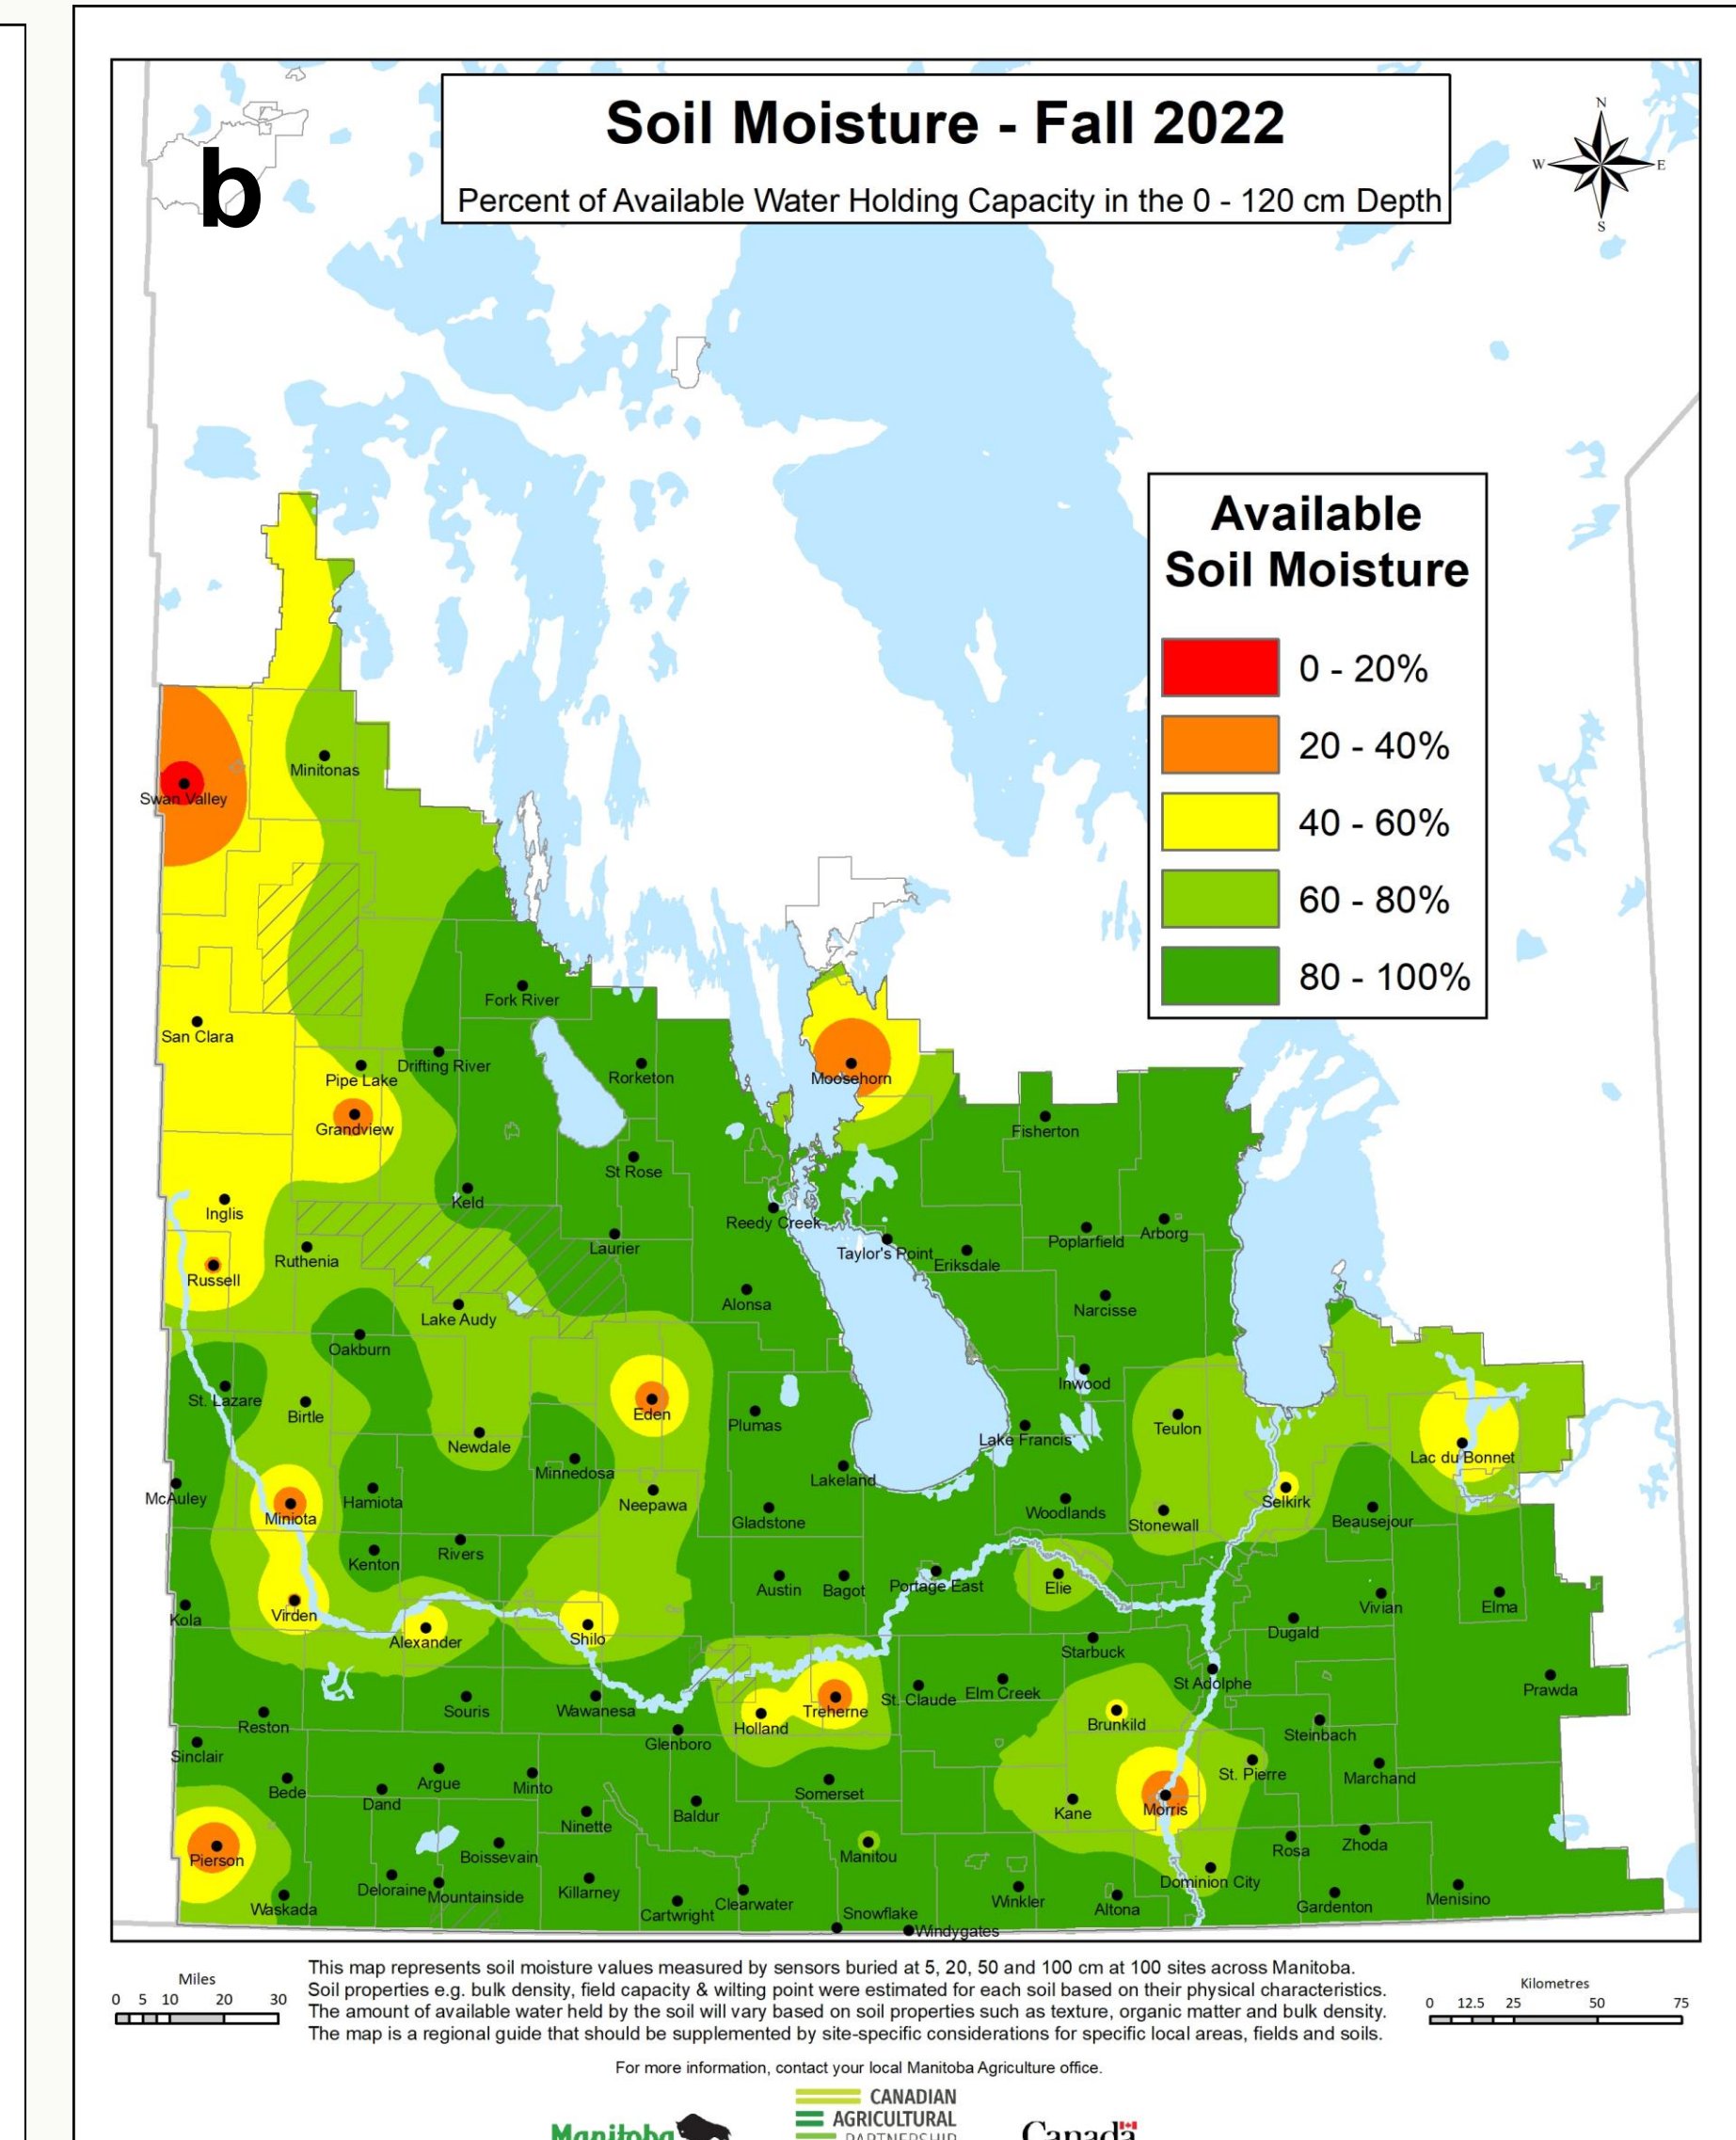 b
Soil Moisture - Fall 2022
Percent of Available Water Holding Capacity in the 0 - 120 cm Depth
N
W
E
S
Available
Soil Moisture
0 - 20%
20 - 40%
40 - 60%
60 - 80%
80 - 100%
Minitonas
Swan Valley
Fork River
San Clara
Pipe Lake
Drifting River
Rorketon
Moosehorn
Grandview
Fisherton
St Rose
Keld
Inglis
Reedy Creek
Taylor's Point
Eriksdale
Poplarfield
Arborg
Ruthenia
Laurier
Russell
Lake Audy
Alonsa
Narcisse
Oakburn
St. Lazare
Birtle
Eden
Inwood
Plumas
Teulon
Newdale
Lake Francis
Lac du Bonnet
Minnedosa
Lakeland
McAuley
Hamiota
Neepawa
Selkirk
Miniota
Gladstone
Woodlands
Stonewall
Beausejour
Kenton
Rivers
Austin
Bagot
Portage East
Elie
Kola
Virden
Vivian
Elma
Alexander
Shilo
Dugald
Starbuck
St Adolphe
Prawda
Reston
Souris
Wawanesa
Holland
Treherne
St. Claude
Elm Creek
Brunkild
Steinbach
Glenboro
Sinclair
Bede
Dand
Argue
Minto
Somerset
St. Pierre
Marchand
Ninette
Baldur
Kane
Morris
Pierson
Boissevain
Manitou
Rosa
Zhoda
Waskada
Deloraine
Mountainside
Killarney
Cartwright
Clearwater
Snowflake
Windygates
Winkler
Altona
Dominion City
Gardenton
Menisino
Miles
0 5 10 20 30
This map represents soil moisture values measured by sensors buried at 5, 20, 50 and 100 cm at 100 sites across Manitoba.
Soil properties e.g. bulk density, field capacity & wilting point were estimated for each soil based on their physical characteristics.
The amount of available water held by the soil will vary based on soil properties such as texture, organic matter and bulk density.
The map is a regional guide that should be supplemented by site-specific considerations for specific local areas, fields and soils.
Kilometres
0 12.5 25 50 75
For more information, contact your local Manitoba Agriculture office.
Manitoba
CANADIAN
AGRICULTURAL
PARTNERSHIP
Canada